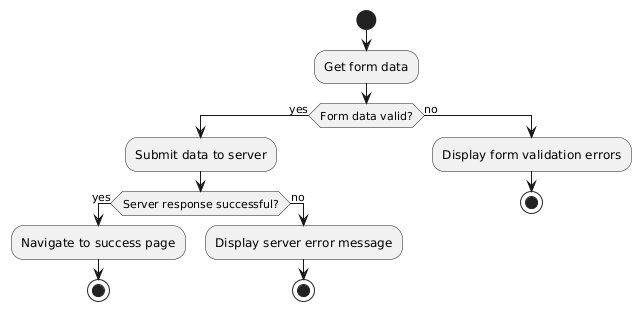 Get form data
yes
Form data valid?
no
Submit data to server
Display form validation errors
yes
Server response successful?
no
Navigate to success page
Display server error message